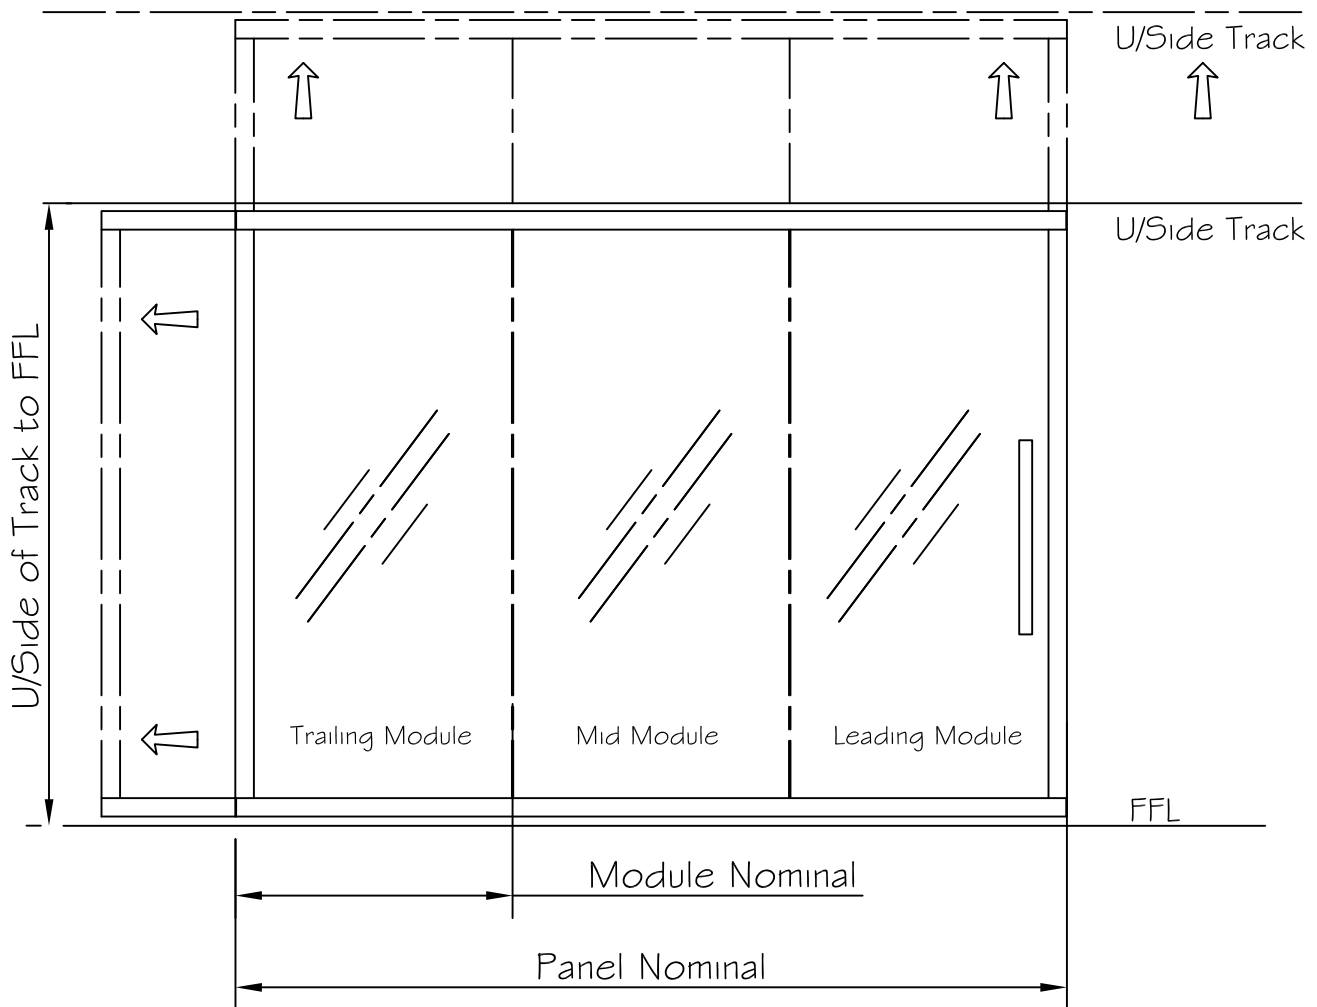 U/Side Track
U/Side Track
U/Side of Track to FFL
Trailing Module
Mid Module
Leading Module
FFL
Module Nominal
Panel Nominal